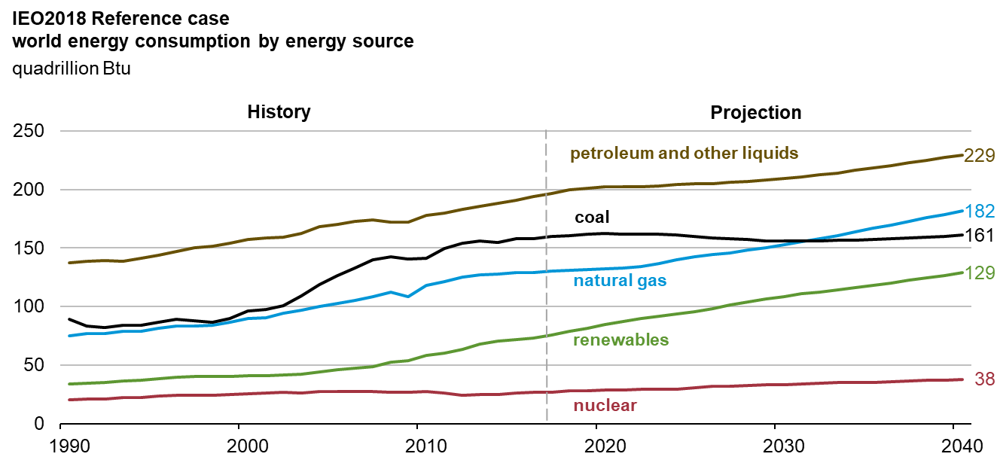 IEO2018 Reference case
world energy consumption by energy source
quadrillion Btu
History
Projection
250
petroleum and other liquids
229
200
182
coal
161
150
natural gas
129
100
renewables
50
38
nuclear
0
1990
2000
2010
2020
2030
2040